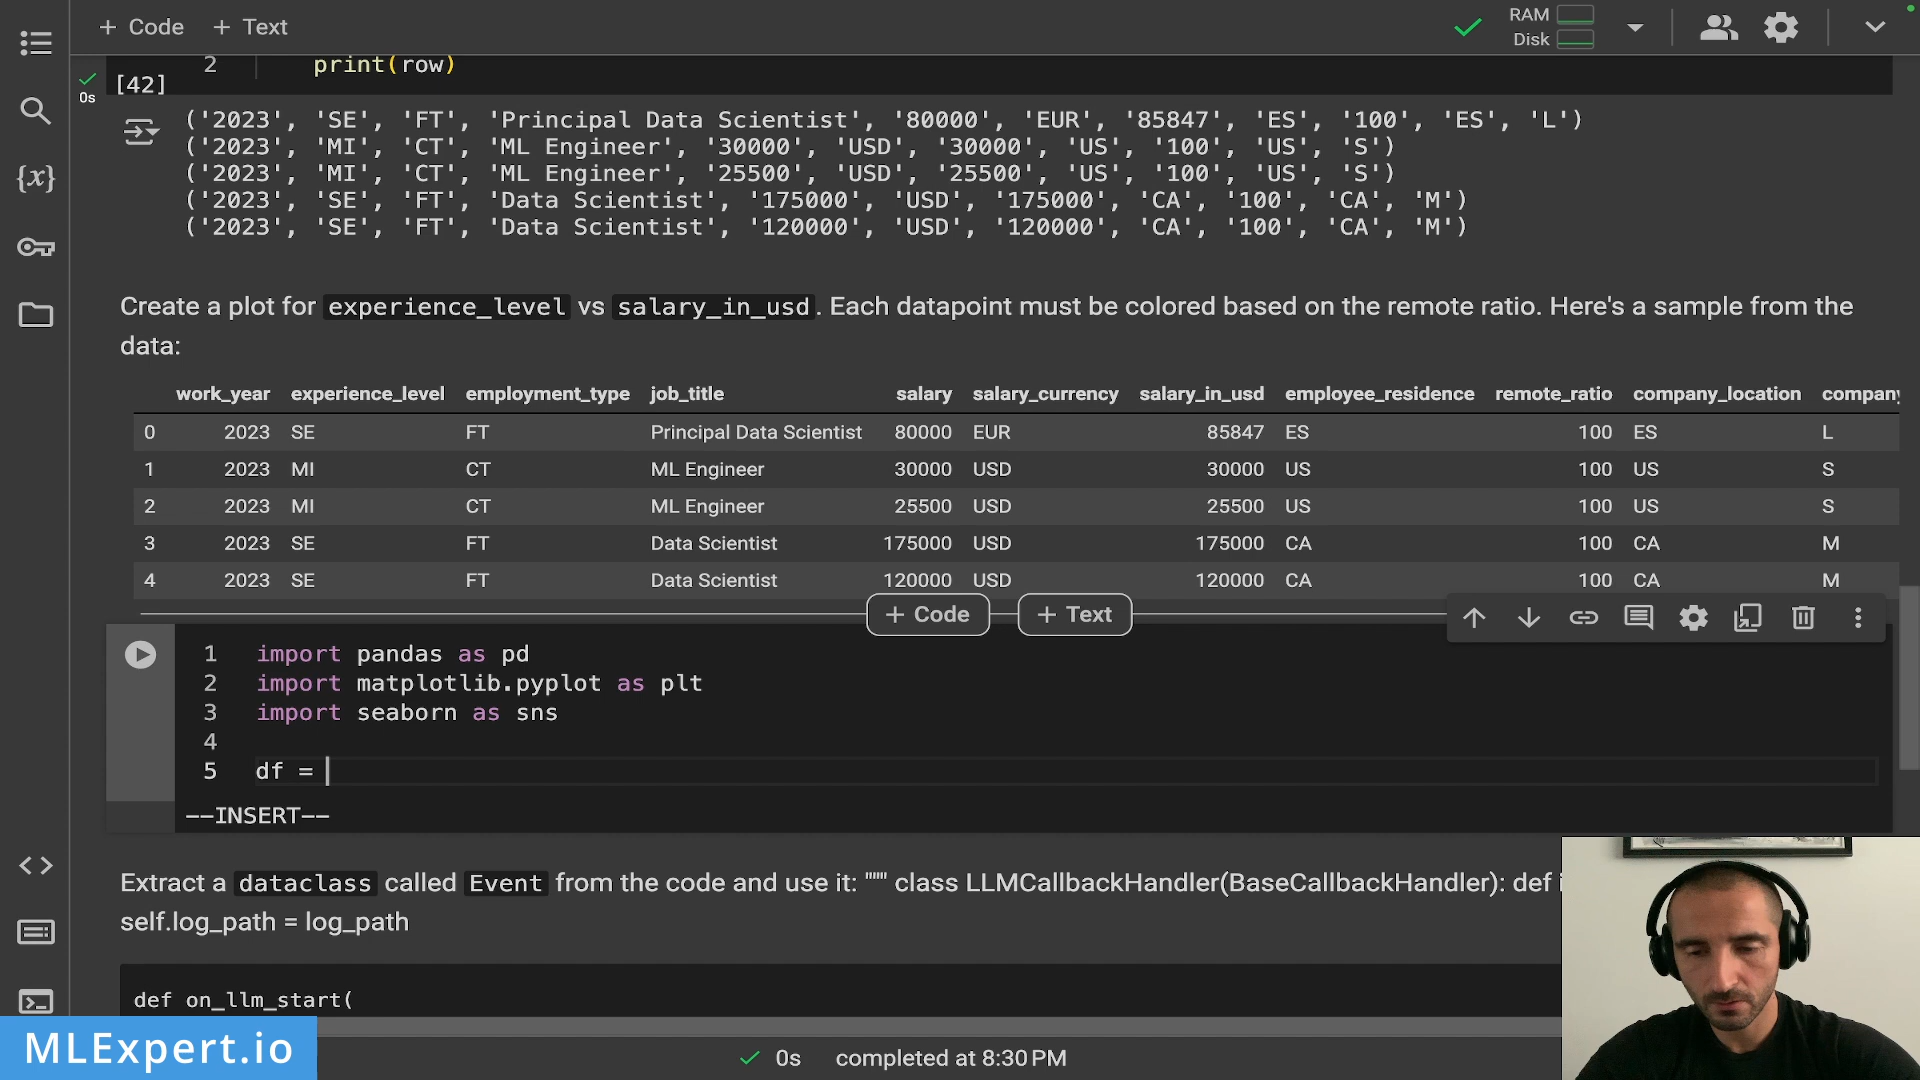 + Code + Text
RAM
Disk
0s
[42]
2 print(row)
('2023', 'SE', 'FT', 'Principal Data Scientist', '80000', 'EUR', '85847', 'ES', '100', 'ES', 'L')
('2023', 'MI', 'CT', 'ML Engineer', '30000', 'USD', '30000', 'US', '100', 'US', 'S')
('2023', 'MI', 'CT', 'ML Engineer', '25500', 'USD', '25500', 'US', '100', 'US', 'S')
('2023', 'SE', 'FT', 'Data Scientist', '175000', 'USD', '175000', 'CA', '100', 'CA', 'M')
('2023', 'SE', 'FT', 'Data Scientist', '120000', 'USD', '120000', 'CA', '100', 'CA', 'M')
{x}
Create a plot for experience_level vs salary_in_usd. Each datapoint must be colored based on the remote ratio. Here's a sample from the
data:
work_year experience_level employment_type job_title salary salary_currency salary_in_usd employee_residence remote_ratio company_location company
0 2023 SE FT Principal Data Scientist 80000 EUR 85847 ES 100 ES L
1 2023 MI CT ML Engineer 30000 USD 30000 US 100 US S
2 2023 MI CT ML Engineer 25500 USD 25500 US 100 US S
3 2023 SE FT Data Scientist 175000 USD 175000 CA 100 CA M
4 2023 SE FT Data Scientist 120000 USD 120000 CA 100 CA M
+ Code + Text
1 import pandas as pd
2 import matplotlib.pyplot as plt
3 import seaborn as sns
4
5 df =
--INSERT--
Extract a dataclass called Event from the code and use it: """ class LLMCallbackHandler(BaseCallbackHandler): def i
self.log_path = log_path
def on_llm_start(
MLExpert.io
0s completed at 8:30 PM